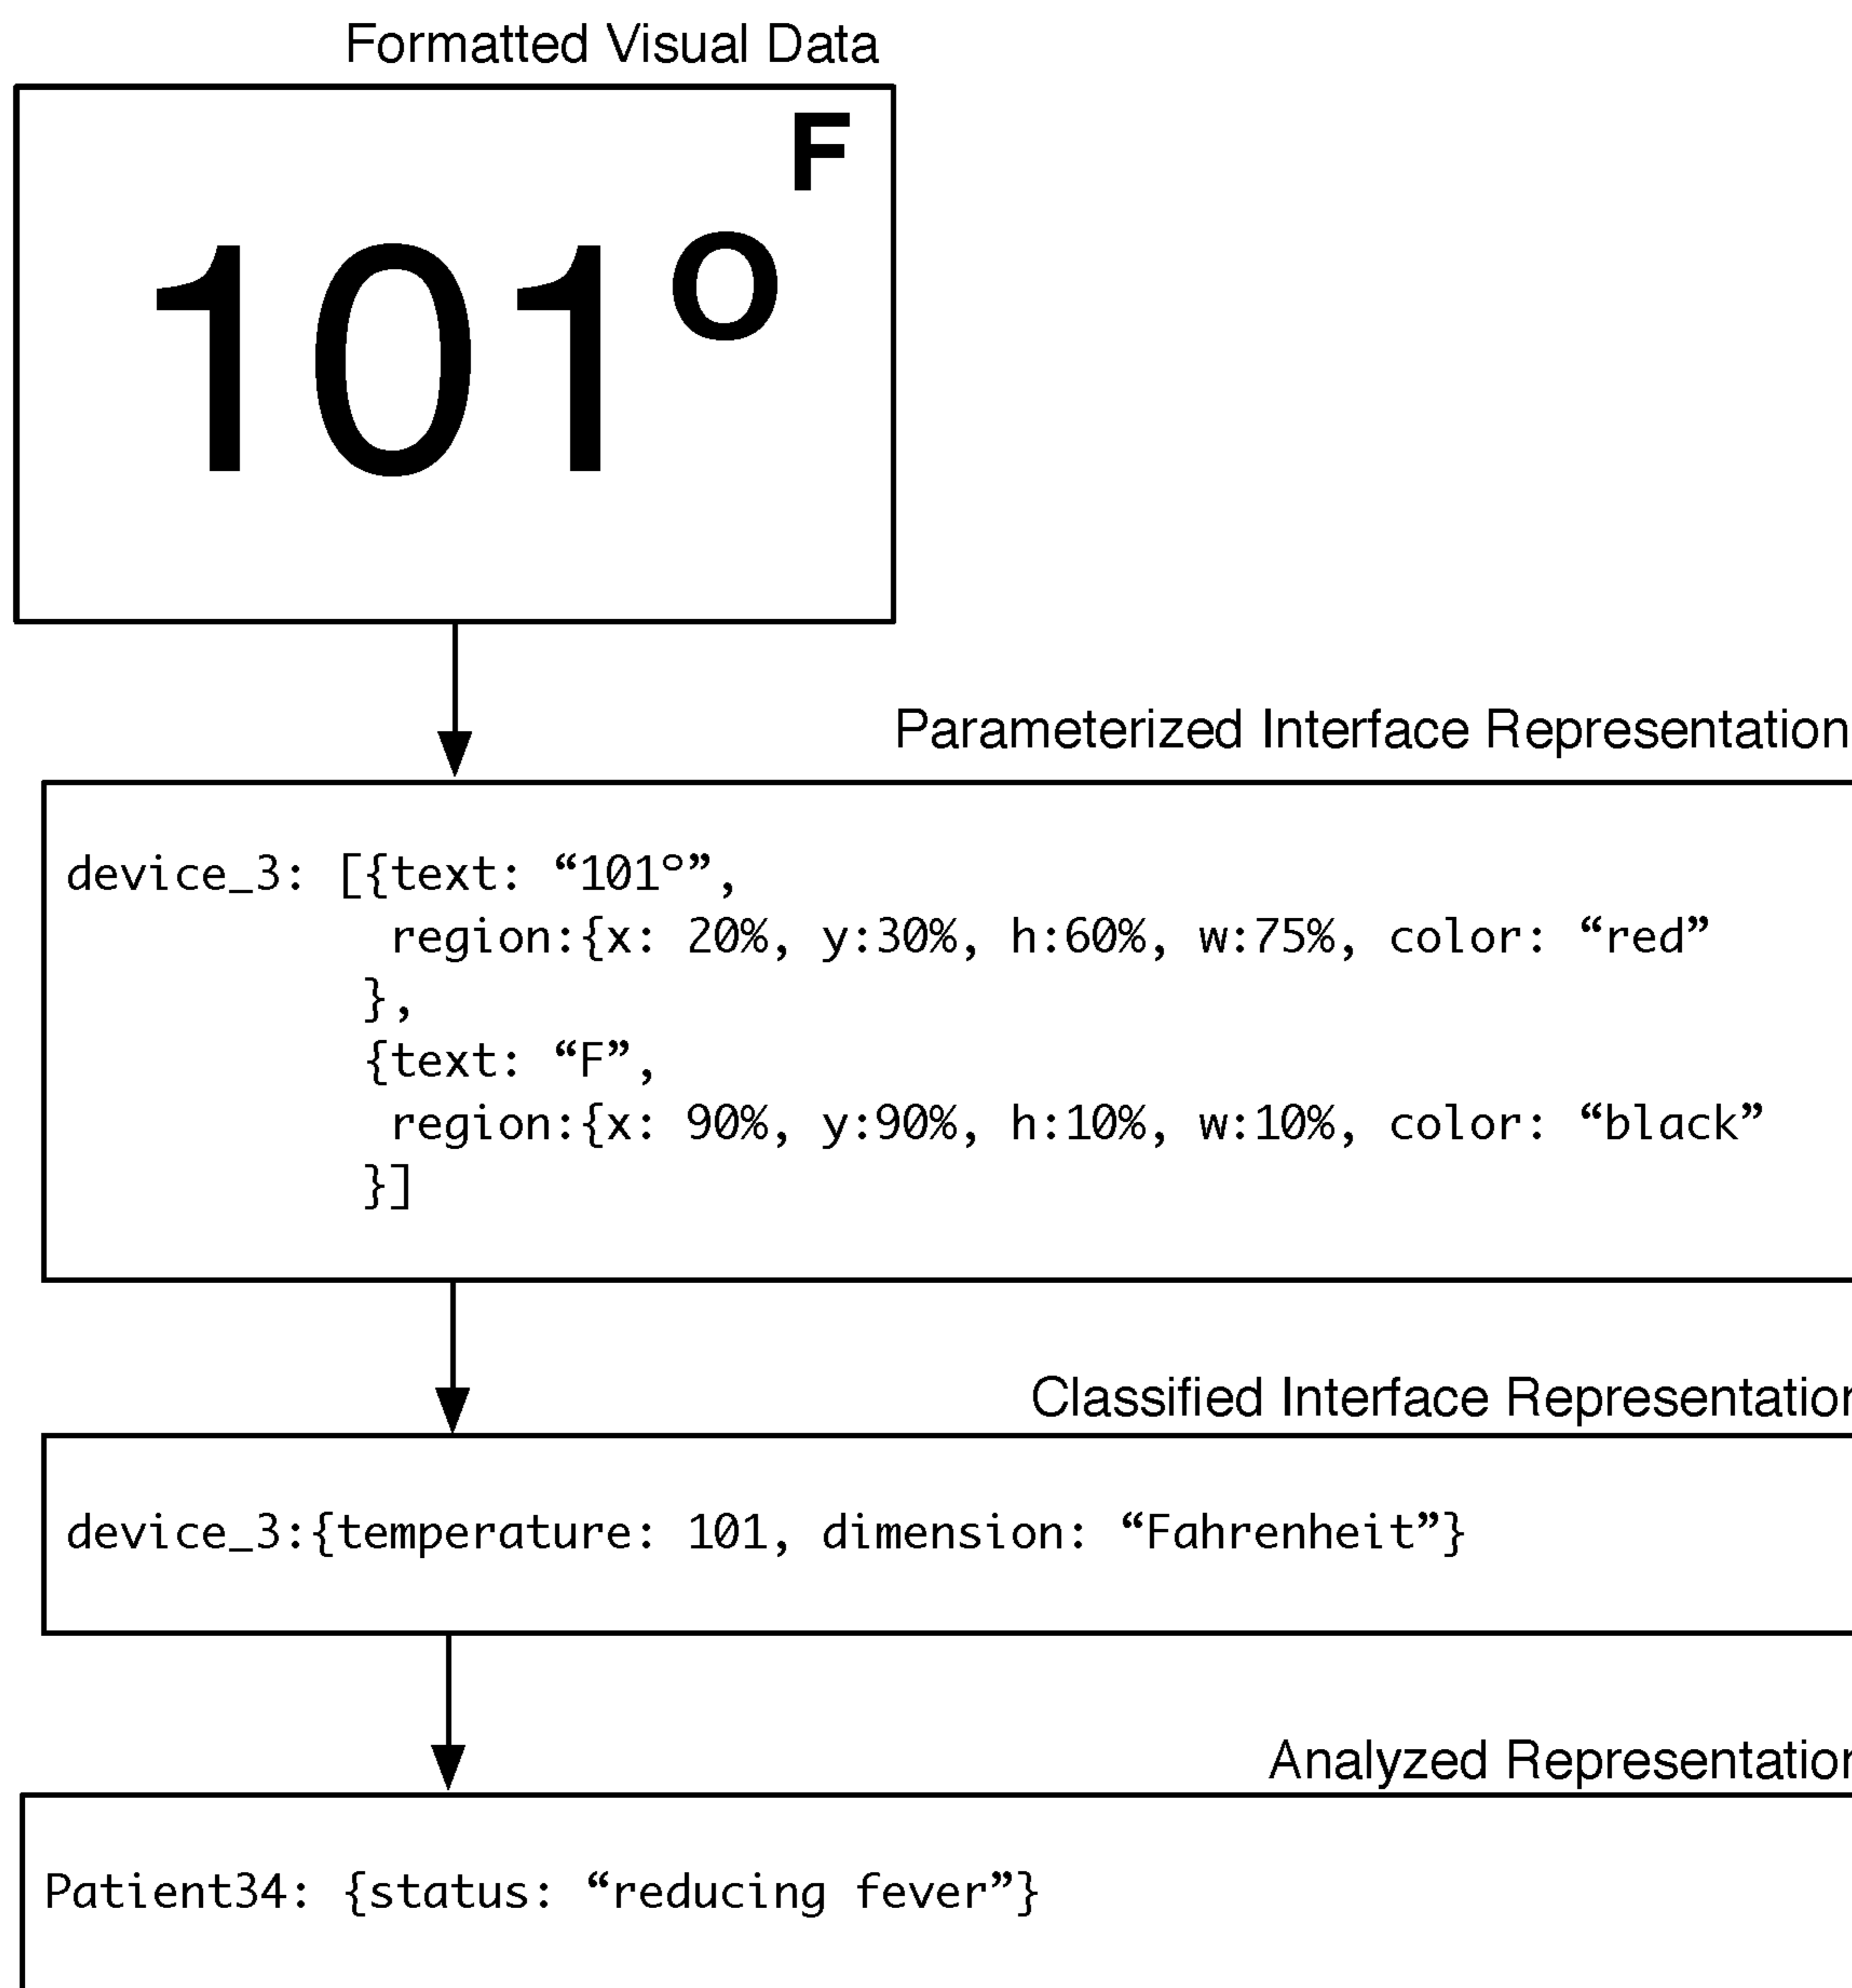 Formatted Visual Data
F
101°
Parameterized Interface Representation
device_3: [{text: “101°”,
region:{x: 20%, y:30%, h:60%, w:75%, color: “red”
},
{text: “F”,
region:{x: 90%, y:90%, h:10%, w:10%, color: “black”
}]
Classified Interface Representation
device_3:{temperature: 101, dimension: “Fahrenheit”}
Analyzed Representation
Patient34: {status: “reducing fever”}